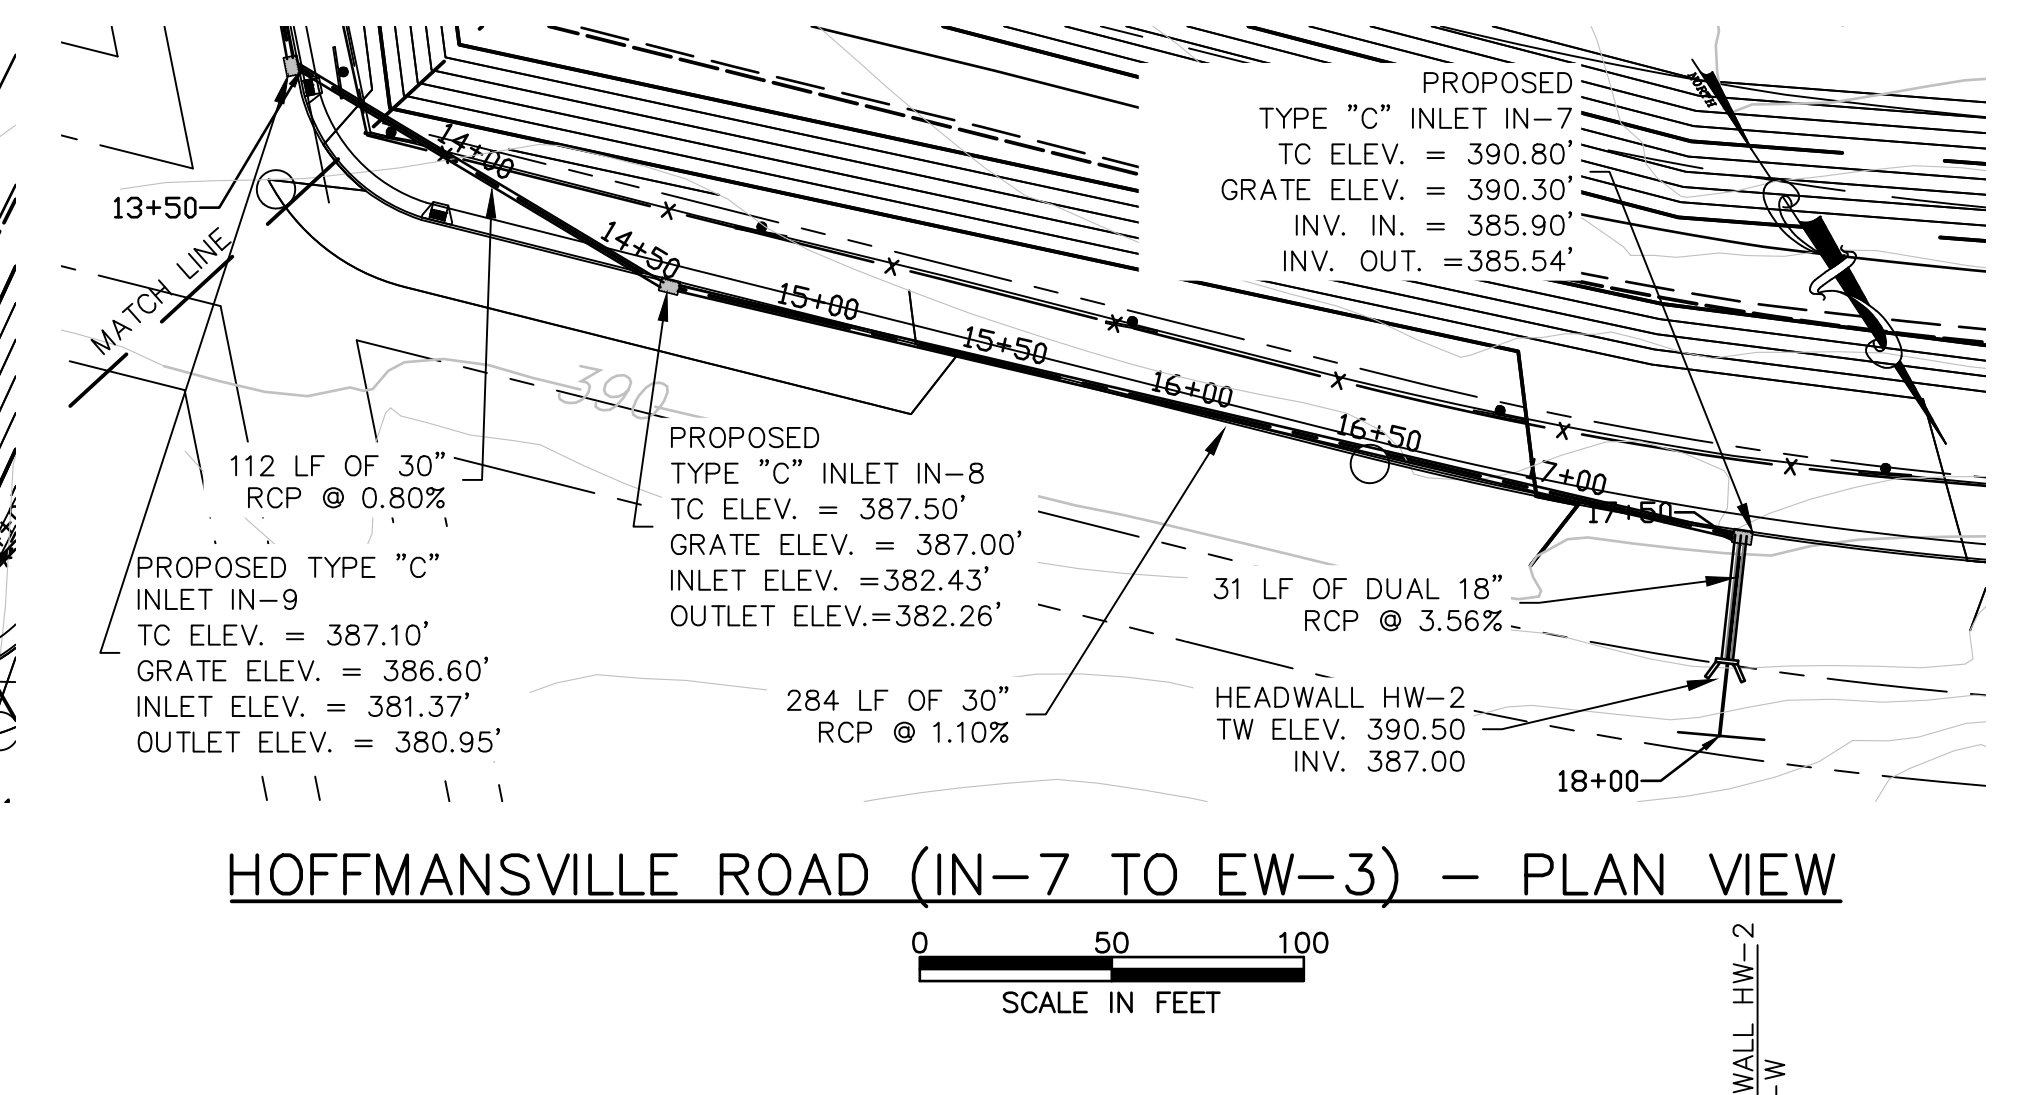 PROPOSED
TYPE "C" INLET IN-7
TC ELEV. = 390.80'
GRATE ELEV. = 390.30'
INV. IN. = 385.90'
INV. OUT. =385.54'
NORTH
13+50
14+00
14+50
15+00
15+50
16+00
16+50
17+00
17+50
18+00
MATCH LINE
390
112 LF OF 30"
RCP @ 0.80%
PROPOSED TYPE "C"
INLET IN-9
TC ELEV. = 387.10'
GRATE ELEV. = 386.60'
INLET ELEV. = 381.37'
OUTLET ELEV. = 380.95'
PROPOSED
TYPE "C" INLET IN-8
TC ELEV. = 387.50'
GRATE ELEV. = 387.00'
INLET ELEV. =382.43'
OUTLET ELEV.=382.26'
284 LF OF 30"
RCP @ 1.10%
31 LF OF DUAL 18"
RCP @ 3.56%
HEADWALL HW-2
TW ELEV. 390.50
INV. 387.00
HOFFMANSVILLE ROAD (IN-7 TO EW-3) - PLAN VIEW
0 50 100
SCALE IN FEET
WALL HW-2
-W